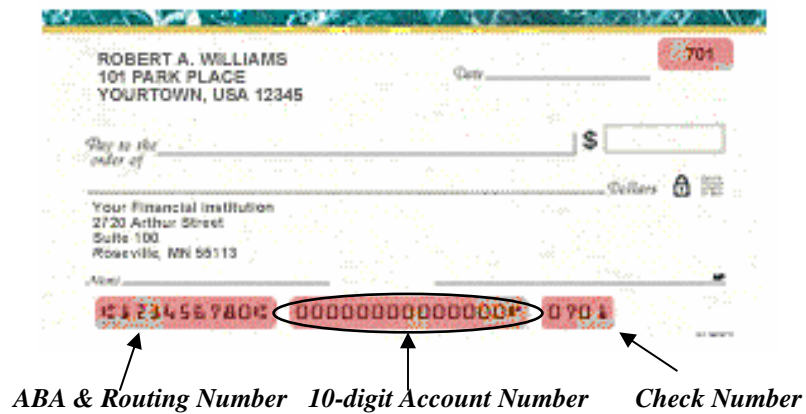 701
ROBERT A. WILLIAMS
101 PARK PLACE
YOURTOWN, USA 12345
Date
Pay to the
order of
$
Dollars
Your Financial Institution
2720 Arthur Street
Suite 100
Roseville, MN 55113
⑆123456780⑆ 0701
ABA & Routing Number 10-digit Account Number Check Number